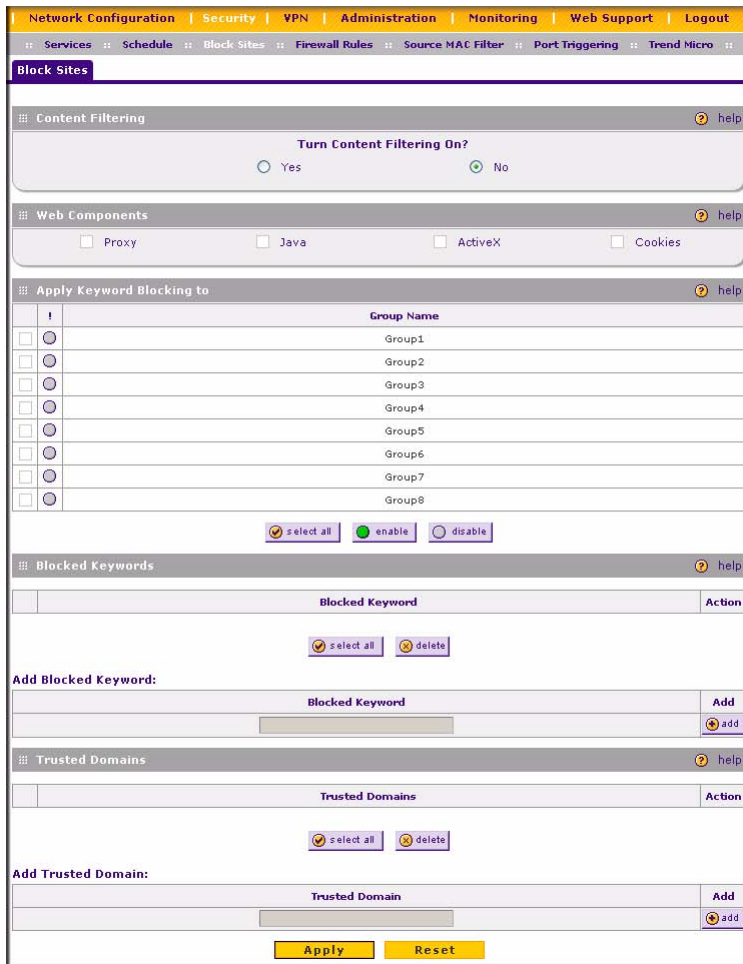 Network Configuration | Security | VPN | Administration | Monitoring | Web Support | Logout
:: Services :: Schedule :: Block Sites :: Firewall Rules :: Source MAC Filter :: Port Triggering :: Trend Micro ::
Block Sites
Content Filtering help
Turn Content Filtering On?
Yes No
Web Components help
Proxy Java ActiveX Cookies
Apply Keyword Blocking to help
! Group Name
Group1
Group2
Group3
Group4
Group5
Group6
Group7
Group8
select all enable disable
Blocked Keywords help
Blocked Keyword Action
select all delete
Add Blocked Keyword:
Blocked Keyword Add
add
Trusted Domains help
Trusted Domains Action
select all delete
Add Trusted Domain:
Trusted Domain Add
add
Apply Reset